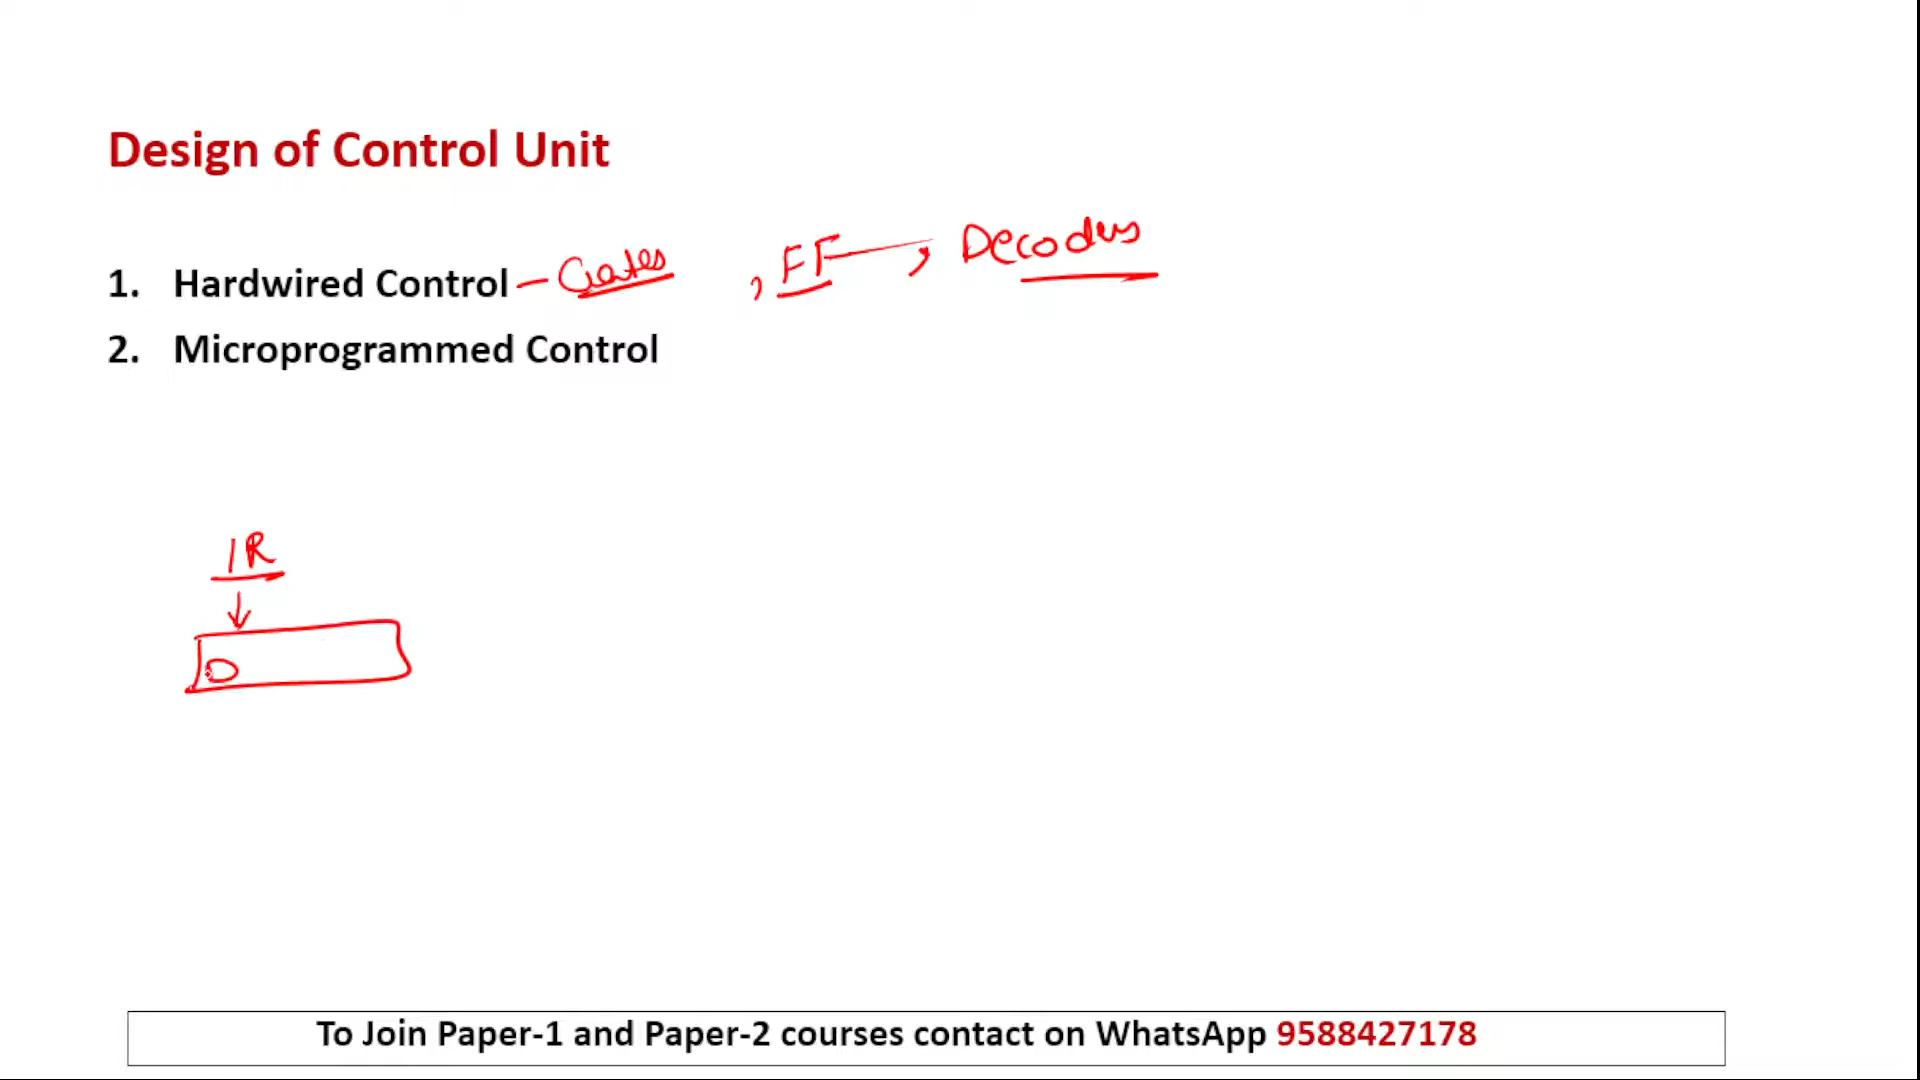 Design of Control Unit
1. Hardwired Control – Gates , FF , Decoders
2. Microprogrammed Control
IR
D
To Join Paper-1 and Paper-2 courses contact on WhatsApp 9588427178